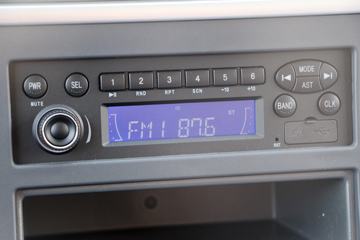 PWR SEL 1 2 3 4 5 6 MODE
RND RPT SCN -10 +10 AST
MUTE
ST
FM1 87.6
BAND CLK
RST